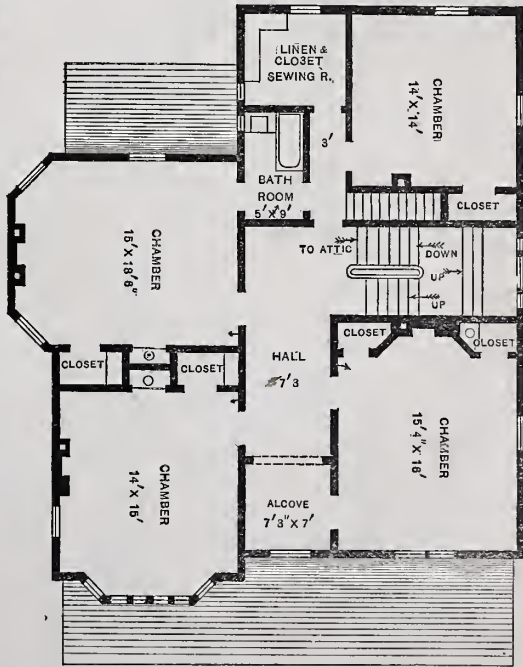 LINEN &
CLOSET
SEWING R.
CHAMBER
14' X 14'
3'
BATH
ROOM
5' X 9'
CLOSET
TO ATTIC
DOWN
UP
UP
CHAMBER
15' X 18'6"
CLOSET
CLOSET
HALL
7'3
CLOSET
CLOSET
CHAMBER
15'4" X 16'
CHAMBER
14' X 15'
ALCOVE
7'3" X 7'